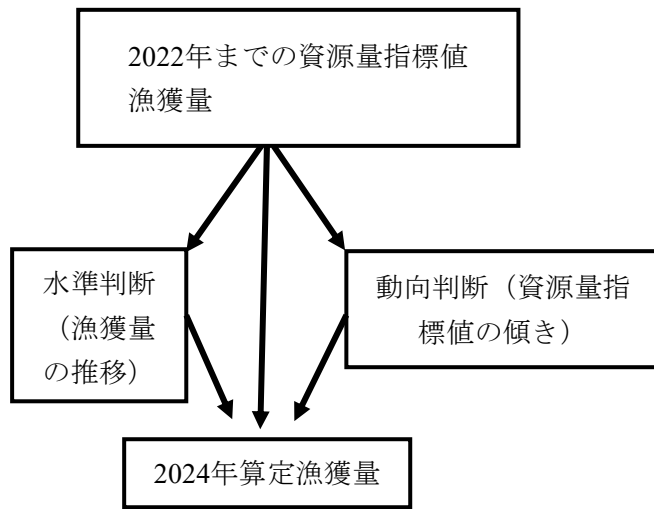 2022年までの資源量指標値
漁獲量
水準判断
（漁獲量
の推移）
動向判断（資源量指
標値の傾き）
2024年算定漁獲量